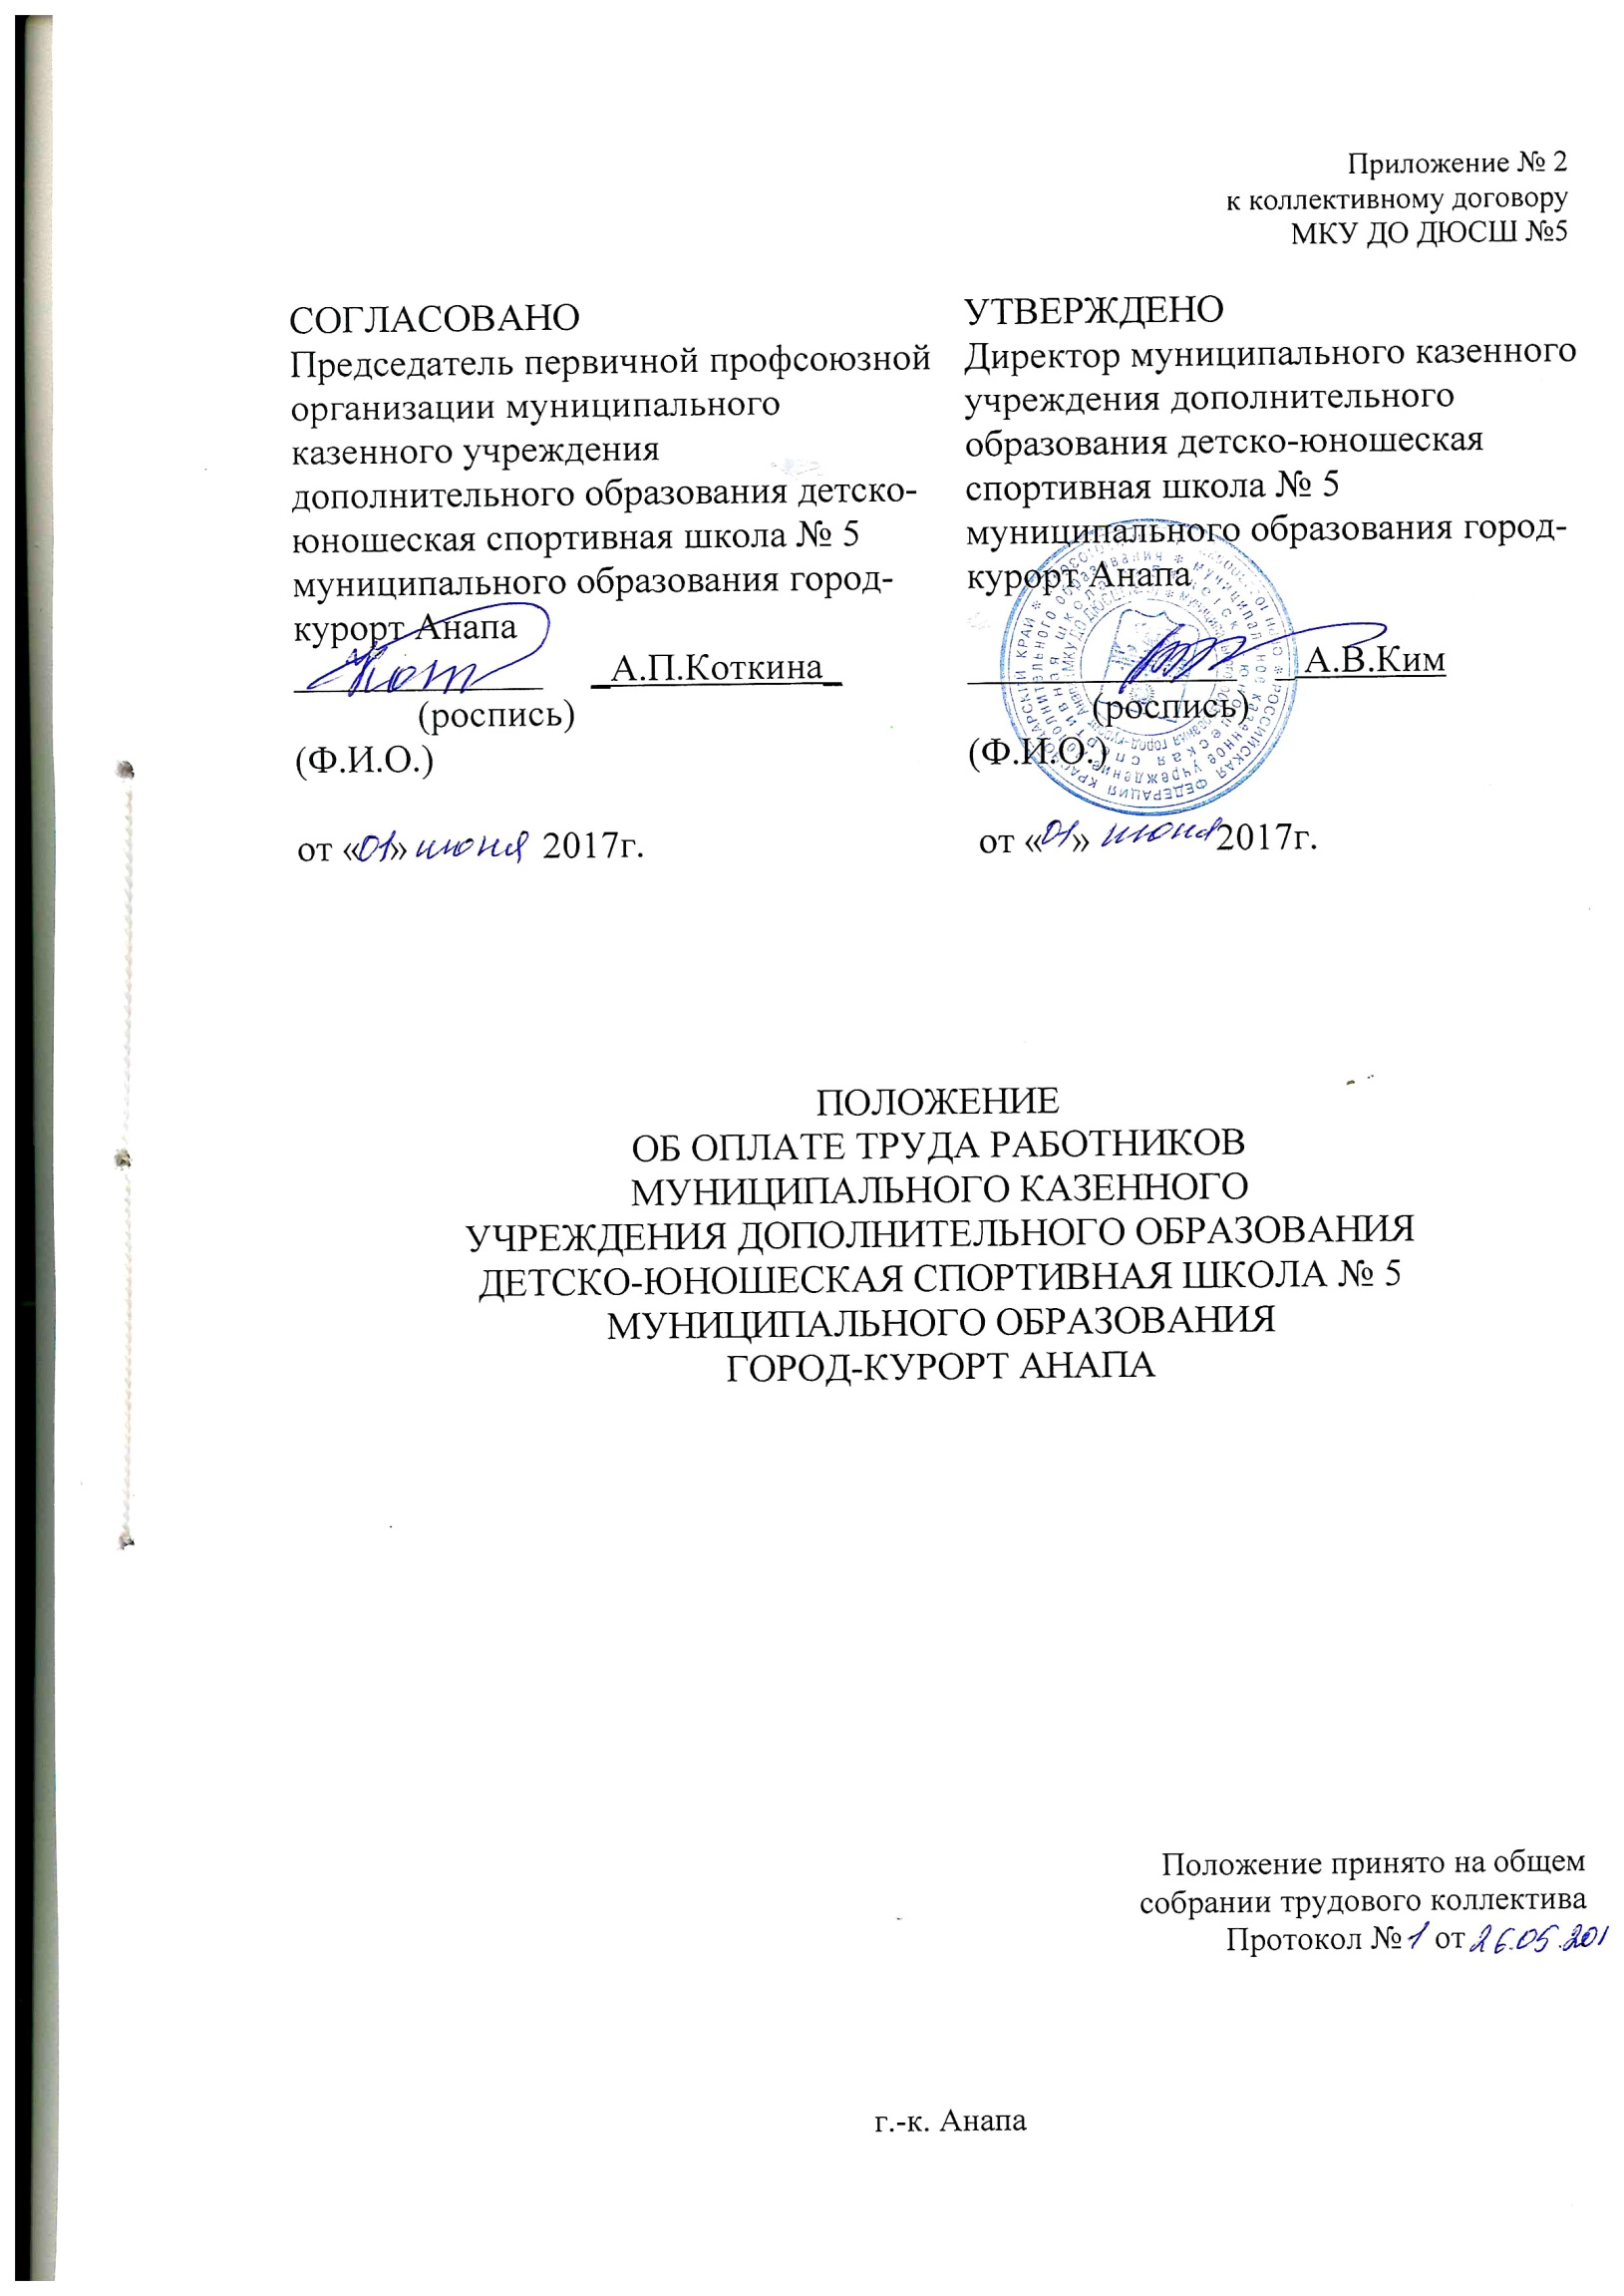 Приложение № 2
к коллективному договору
МКУ ДО ДЮСШ №5
СОГЛАСОВАНО
Председатель первичной профсоюзной
организации муниципального
казенного учреждения
дополнительного образования детско-
юношеская спортивная школа № 5
муниципального образования город-
курорт Анапа
_А.П.Коткина_
(роспись)
(Ф.И.О.)
от «01» июня 2017г.
УТВЕРЖДЕНО
Директор муниципального казенного
учреждения дополнительного
образования детско-юношеская
спортивная школа № 5
муниципального образования город-
курорт Анапа
А.В.Ким
(роспись)
(Ф.И.О.)
от «01» июня 2017г.
ПОЛОЖЕНИЕ
ОБ ОПЛАТЕ ТРУДА РАБОТНИКОВ
МУНИЦИПАЛЬНОГО КАЗЕННОГО
УЧРЕЖДЕНИЯ ДОПОЛНИТЕЛЬНОГО ОБРАЗОВАНИЯ
ДЕТСКО-ЮНОШЕСКАЯ СПОРТИВНАЯ ШКОЛА № 5
МУНИЦИПАЛЬНОГО ОБРАЗОВАНИЯ
ГОРОД-КУРОРТ АНАПА
Положение принято на общем
собрании трудового коллектива
Протокол № 1 от 26.05.201
г.-к. Анапа